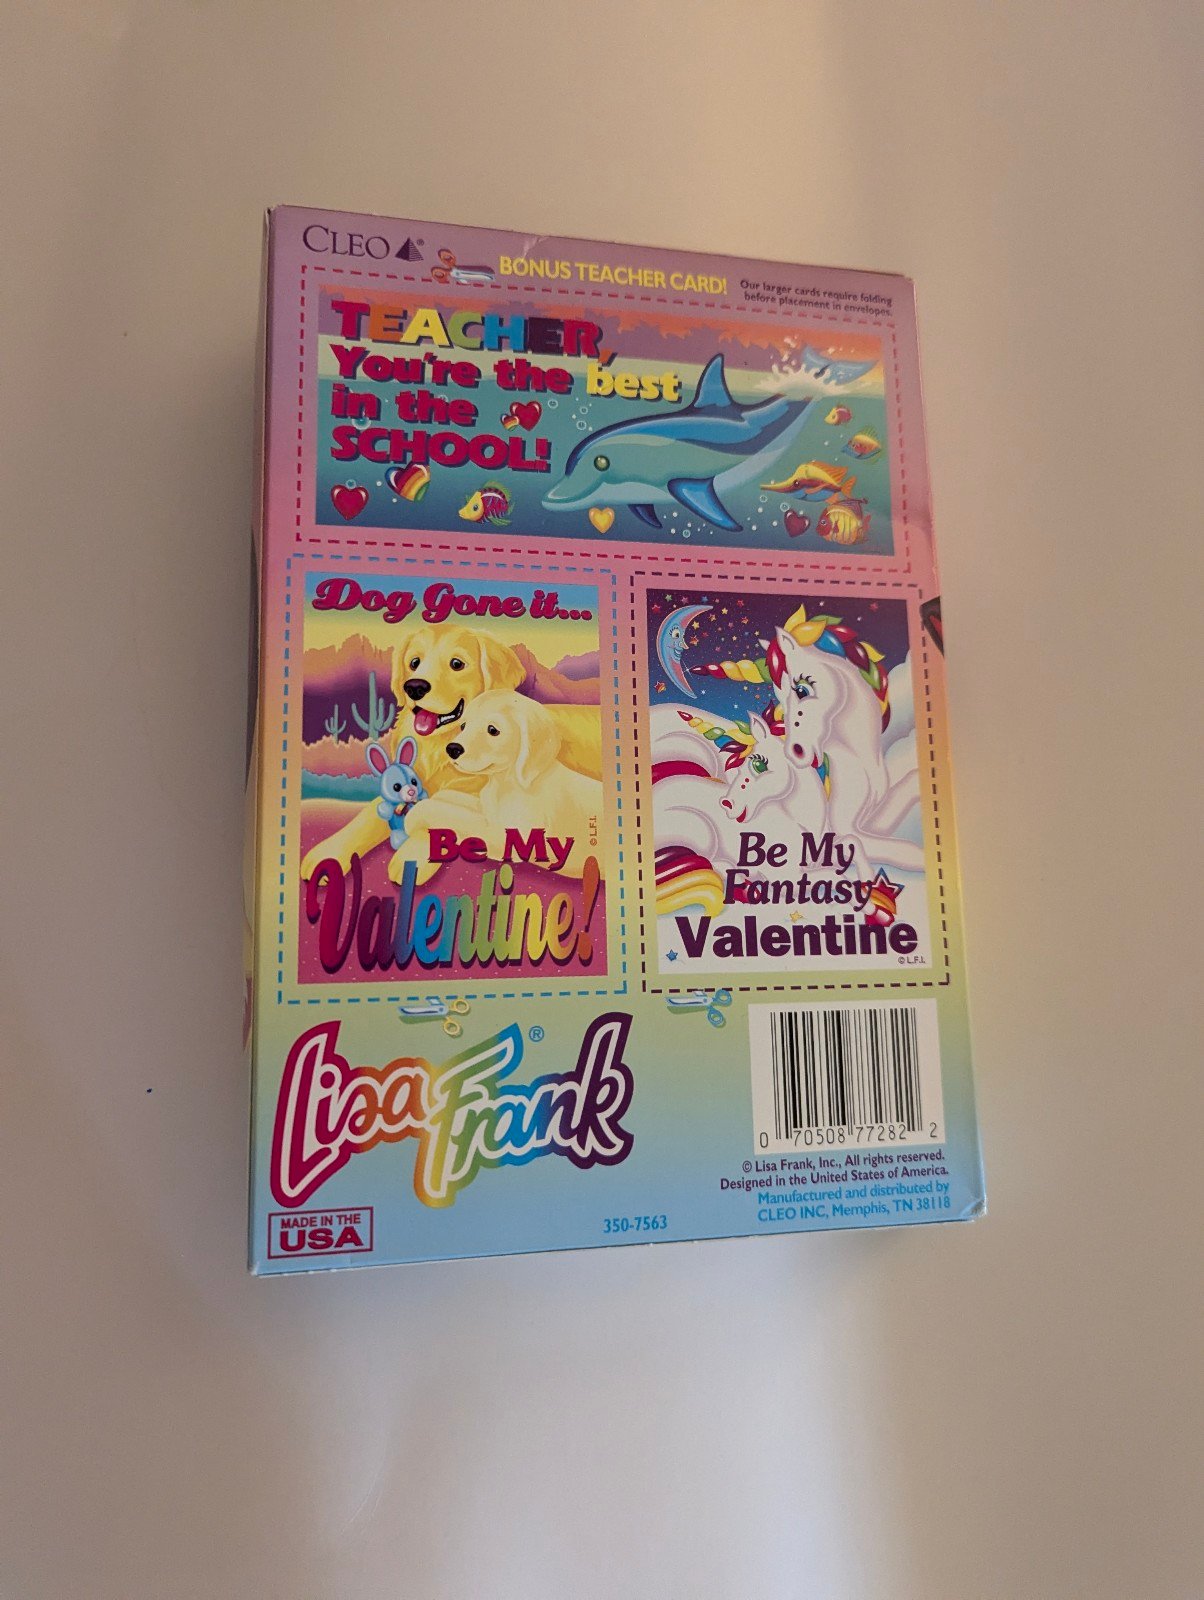 CLEO®
BONUS TEACHER CARD!
Our larger cards require folding
before placement in envelopes.
TEACHER,
You're the best
in the
SCHOOL!
Dog Gone it...
Be My
Valentine!
© L.F.I.
Be My
Fantasy
Valentine
© L.F.I.
Lisa Frank®
MADE IN THE
USA
350-7563
0 70508 77282 2
© Lisa Frank, Inc., All rights reserved.
Designed in the United States of America.
Manufactured and distributed by
CLEO INC, Memphis, TN 38118